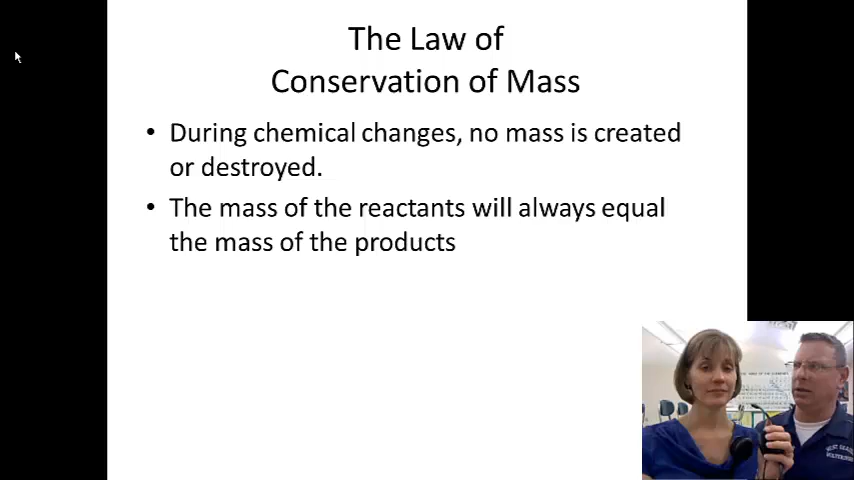 The Law of
Conservation of Mass
• During chemical changes, no mass is created
or destroyed.
• The mass of the reactants will always equal
the mass of the products